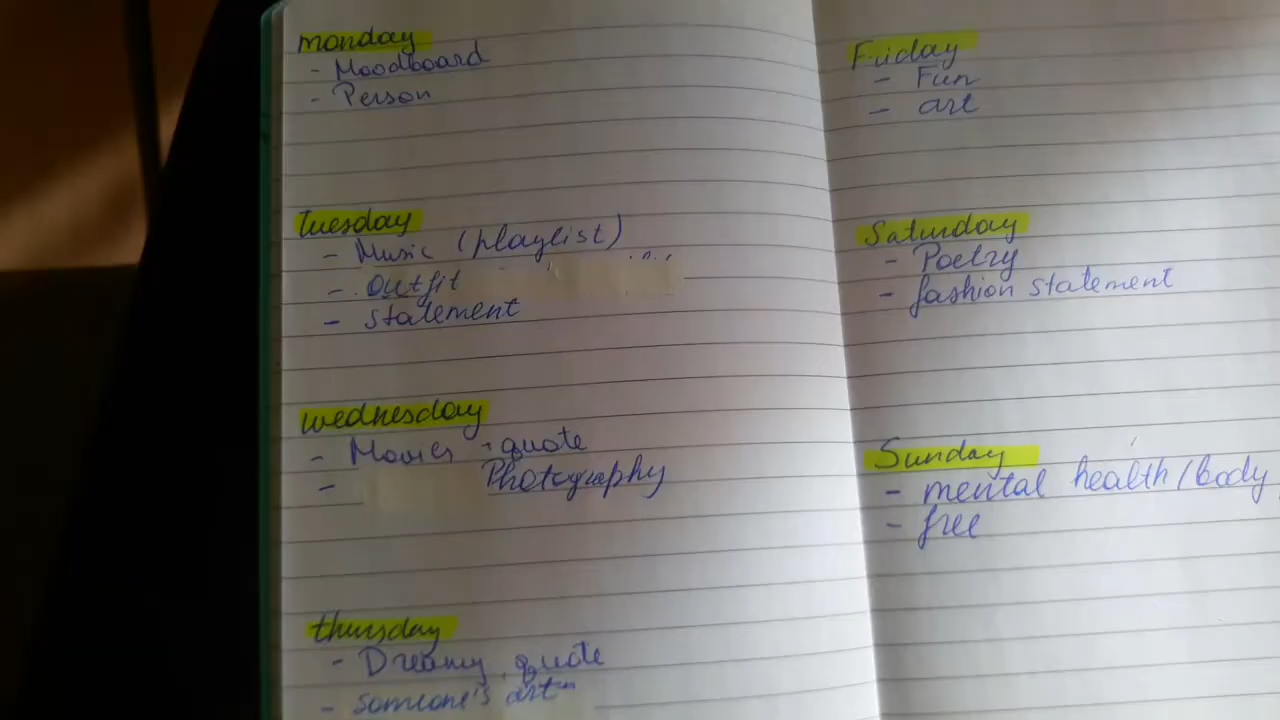 monday
- Moodboard
- Person
Tuesday
- Music (playlist)
- outfit
- statement
wednesday
- Movies + quote
- Photography
thursday
- Dreamy quote
- someone's art
Friday
- Fun
- art
Saturday
- Poetry
- fashion statement
Sunday
- mental health/body
- free